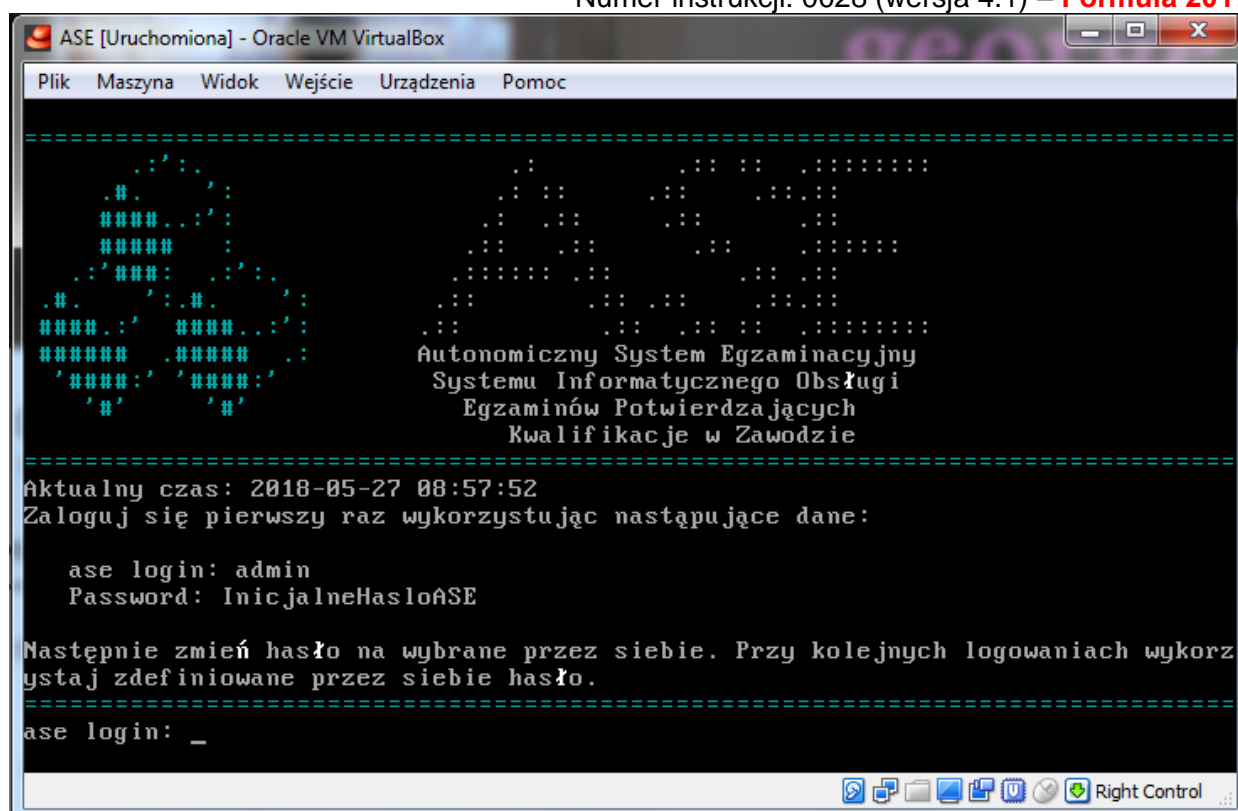 Numer instrukcji: 0028 (wersja 4.1) – Formuła 201
ASE [Uruchomiona] - Oracle VM VirtualBox
Plik Maszyna Widok Wejście Urządzenia Pomoc
Autonomiczny System Egzaminacyjny
Systemu Informatycznego Obsługi
Egzaminów Potwierdzających
Kwalifikacje w Zawodzie
Aktualny czas: 2018-05-27 08:57:52
Zaloguj się pierwszy raz wykorzystując nastąpujące dane:
ase login: admin
Password: InicjalneHasloASE
Następnie zmień hasło na wybrane przez siebie. Przy kolejnych logowaniach wykorz
ystaj zdefiniowane przez siebie hasło.
ase login: _
Right Control